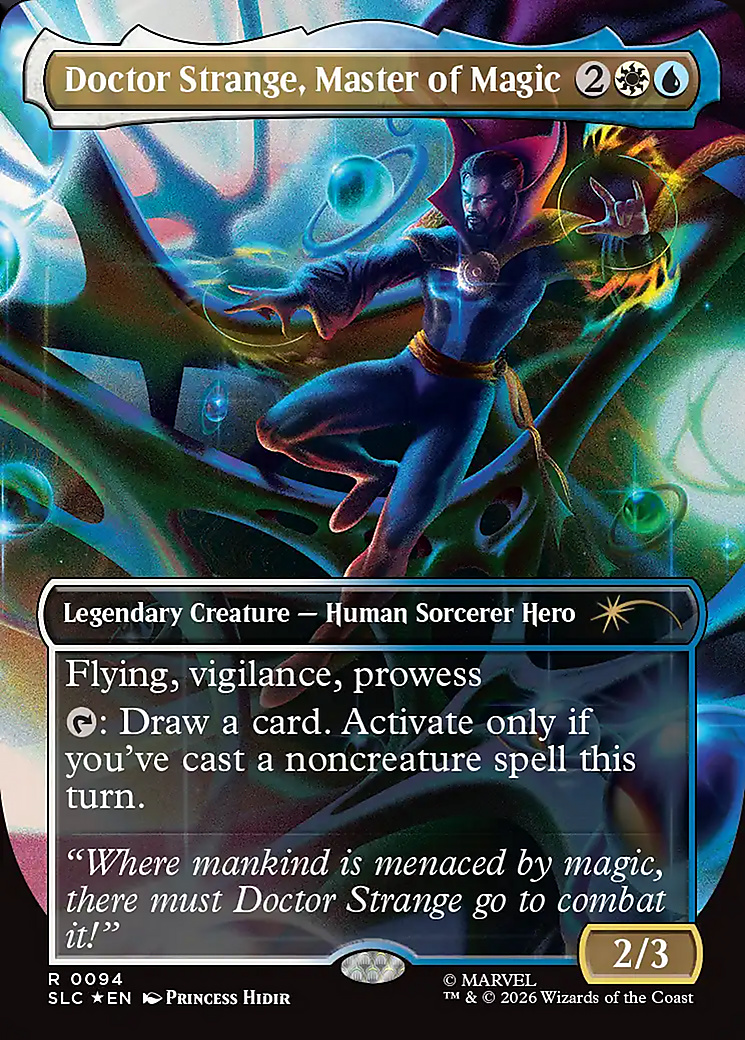 Doctor Strange, Master of Magic 2
Legendary Creature — Human Sorcerer Hero
Flying, vigilance, prowess
: Draw a card. Activate only if
you've cast a noncreature spell this
turn.
“Where mankind is menaced by magic,
there must Doctor Strange go to combat
it!”
2/3
R 0094
SLC ★ EN Princess Hidir
© MARVEL
™ & © 2026 Wizards of the Coast